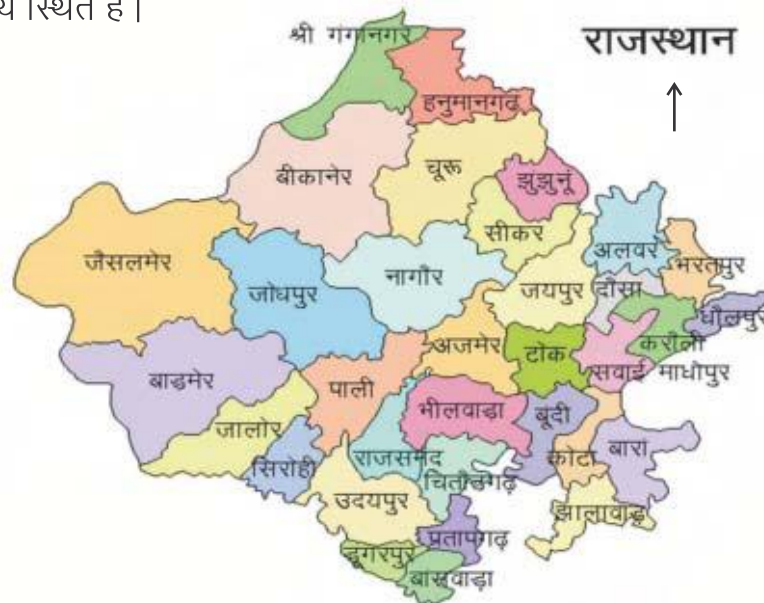 य स्थित है।
श्री गंगानगर
राजस्थान
हनुमानगढ़
बीकानेर
चूरू
झुंझुनूं
सीकर
अलवर
भरतपुर
जैसलमेर
जोधपुर
नागौर
जयपुर
दौसा
धौलपुर
करौली
अजमेर
टोंक
सवाई माधोपुर
बाड़मेर
पाली
भीलवाड़ा
बूंदी
जालोर
सिरोही
राजसमंद
चितौडगढ़
कोटा
बारां
उदयपुर
झालावाड़
प्रतापगढ़
डूंगरपुर
बांसवाड़ा